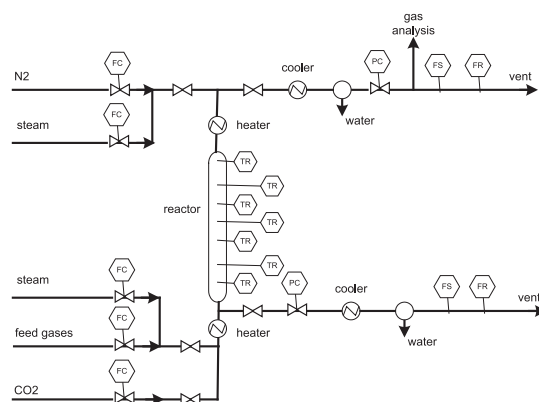 gas
analysis
FC
PC
FS
FR
N2
cooler
vent
steam
FC
water
heater
TR
TR
TR
reactor
TR
TR
TR
TR
steam
FC
PC
cooler
FS
FR
vent
feed gases
FC
heater
water
CO2
FC